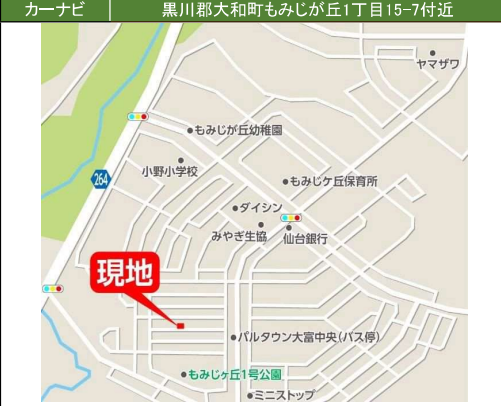 カーナビ 黒川郡大和町もみじが丘1丁目15-7付近
ヤマザワ
もみじが丘幼稚園
小野小学校
264
もみじケ丘保育所
ダイシン
みやぎ生協
仙台銀行
現地
パルタウン大富中央(バス停)
もみじヶ丘1号公園
ミニストップ